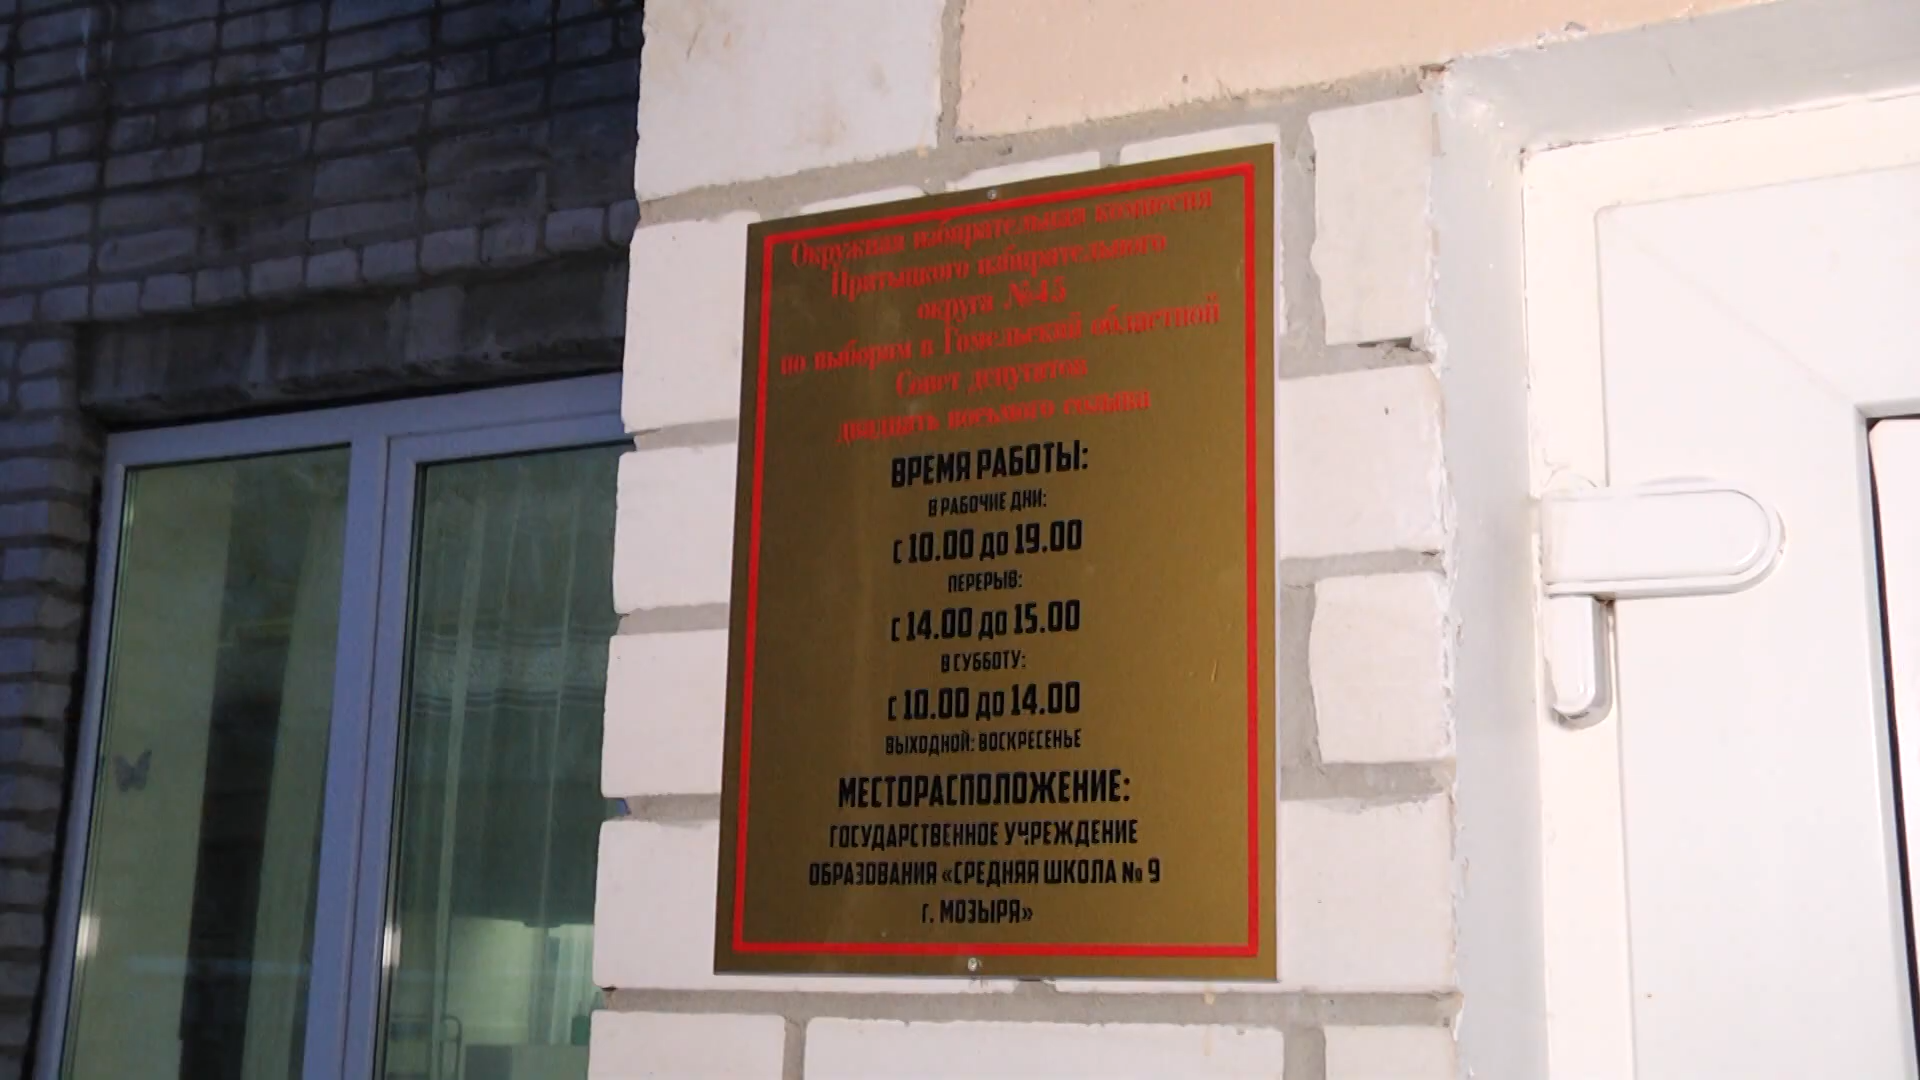 Окружная избирательная комиссия
Притыцкого избирательного
округа №45
по выборам в Гомельский областной
Совет депутатов
двадцать восьмого созыва
ВРЕМЯ РАБОТЫ:
В РАБОЧИЕ ДНИ:
с 10.00 до 19.00
ПЕРЕРЫВ:
с 14.00 до 15.00
В СУББОТУ:
с 10.00 до 14.00
ВЫХОДНОЙ: ВОСКРЕСЕНЬЕ
МЕСТОРАСПОЛОЖЕНИЕ:
ГОСУДАРСТВЕННОЕ УЧРЕЖДЕНИЕ
ОБРАЗОВАНИЯ «СРЕДНЯЯ ШКОЛА № 9
г. МОЗЫРЯ»